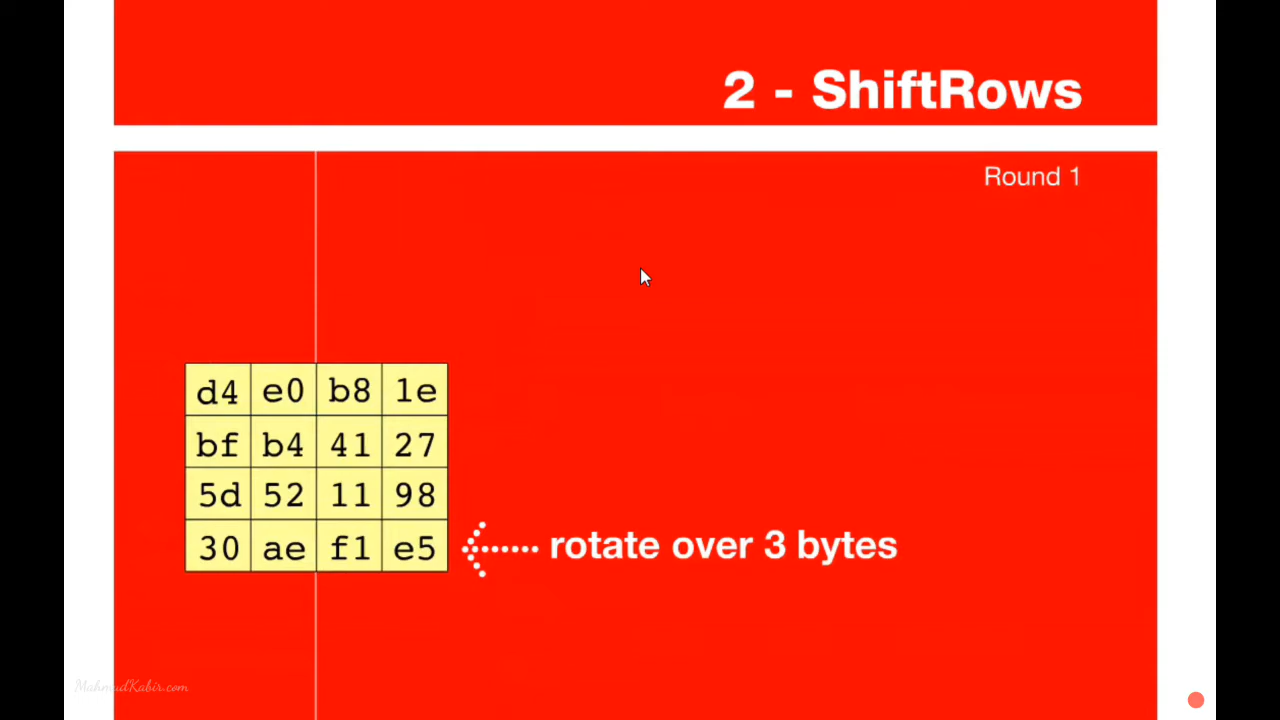 2 - ShiftRows
Round 1
d4 e0 b8 1e
bf b4 41 27
5d 52 11 98
30 ae f1 e5
rotate over 3 bytes
MahmudKabir.com